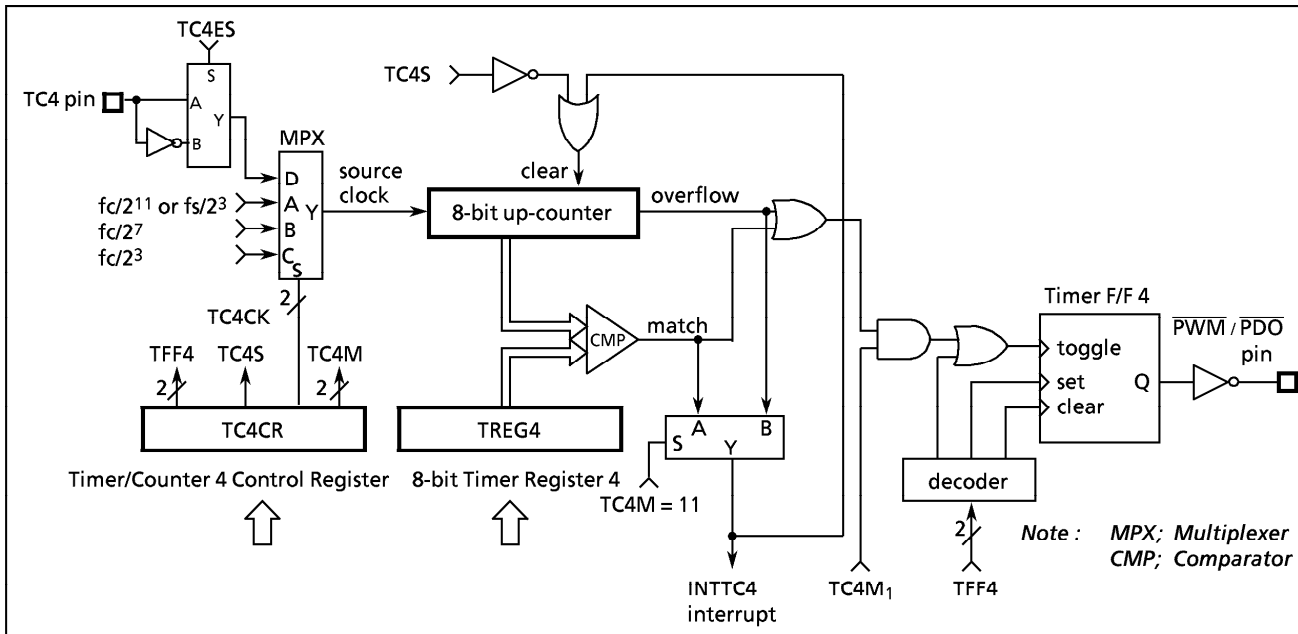 TC4ES
TC4S
S
TC4 pin
A
Y
B
MPX
source
clock
clear
overflow
D
fc/2¹¹ or fs/2³
A
Y
8-bit up-counter
fc/2⁷
B
fc/2³
C
S
2
Timer F/F 4
TC4CK
CMP
match
PWM / PDO
pin
TFF4
TC4S
TC4M
toggle
2
2
set
Q
clear
TC4CR
TREG4
S
A
Y
B
Timer/Counter 4 Control Register
8-bit Timer Register 4
decoder
TC4M = 11
2
Note : MPX; Multiplexer
CMP; Comparator
INTTC4
interrupt
TC4M₁
TFF4